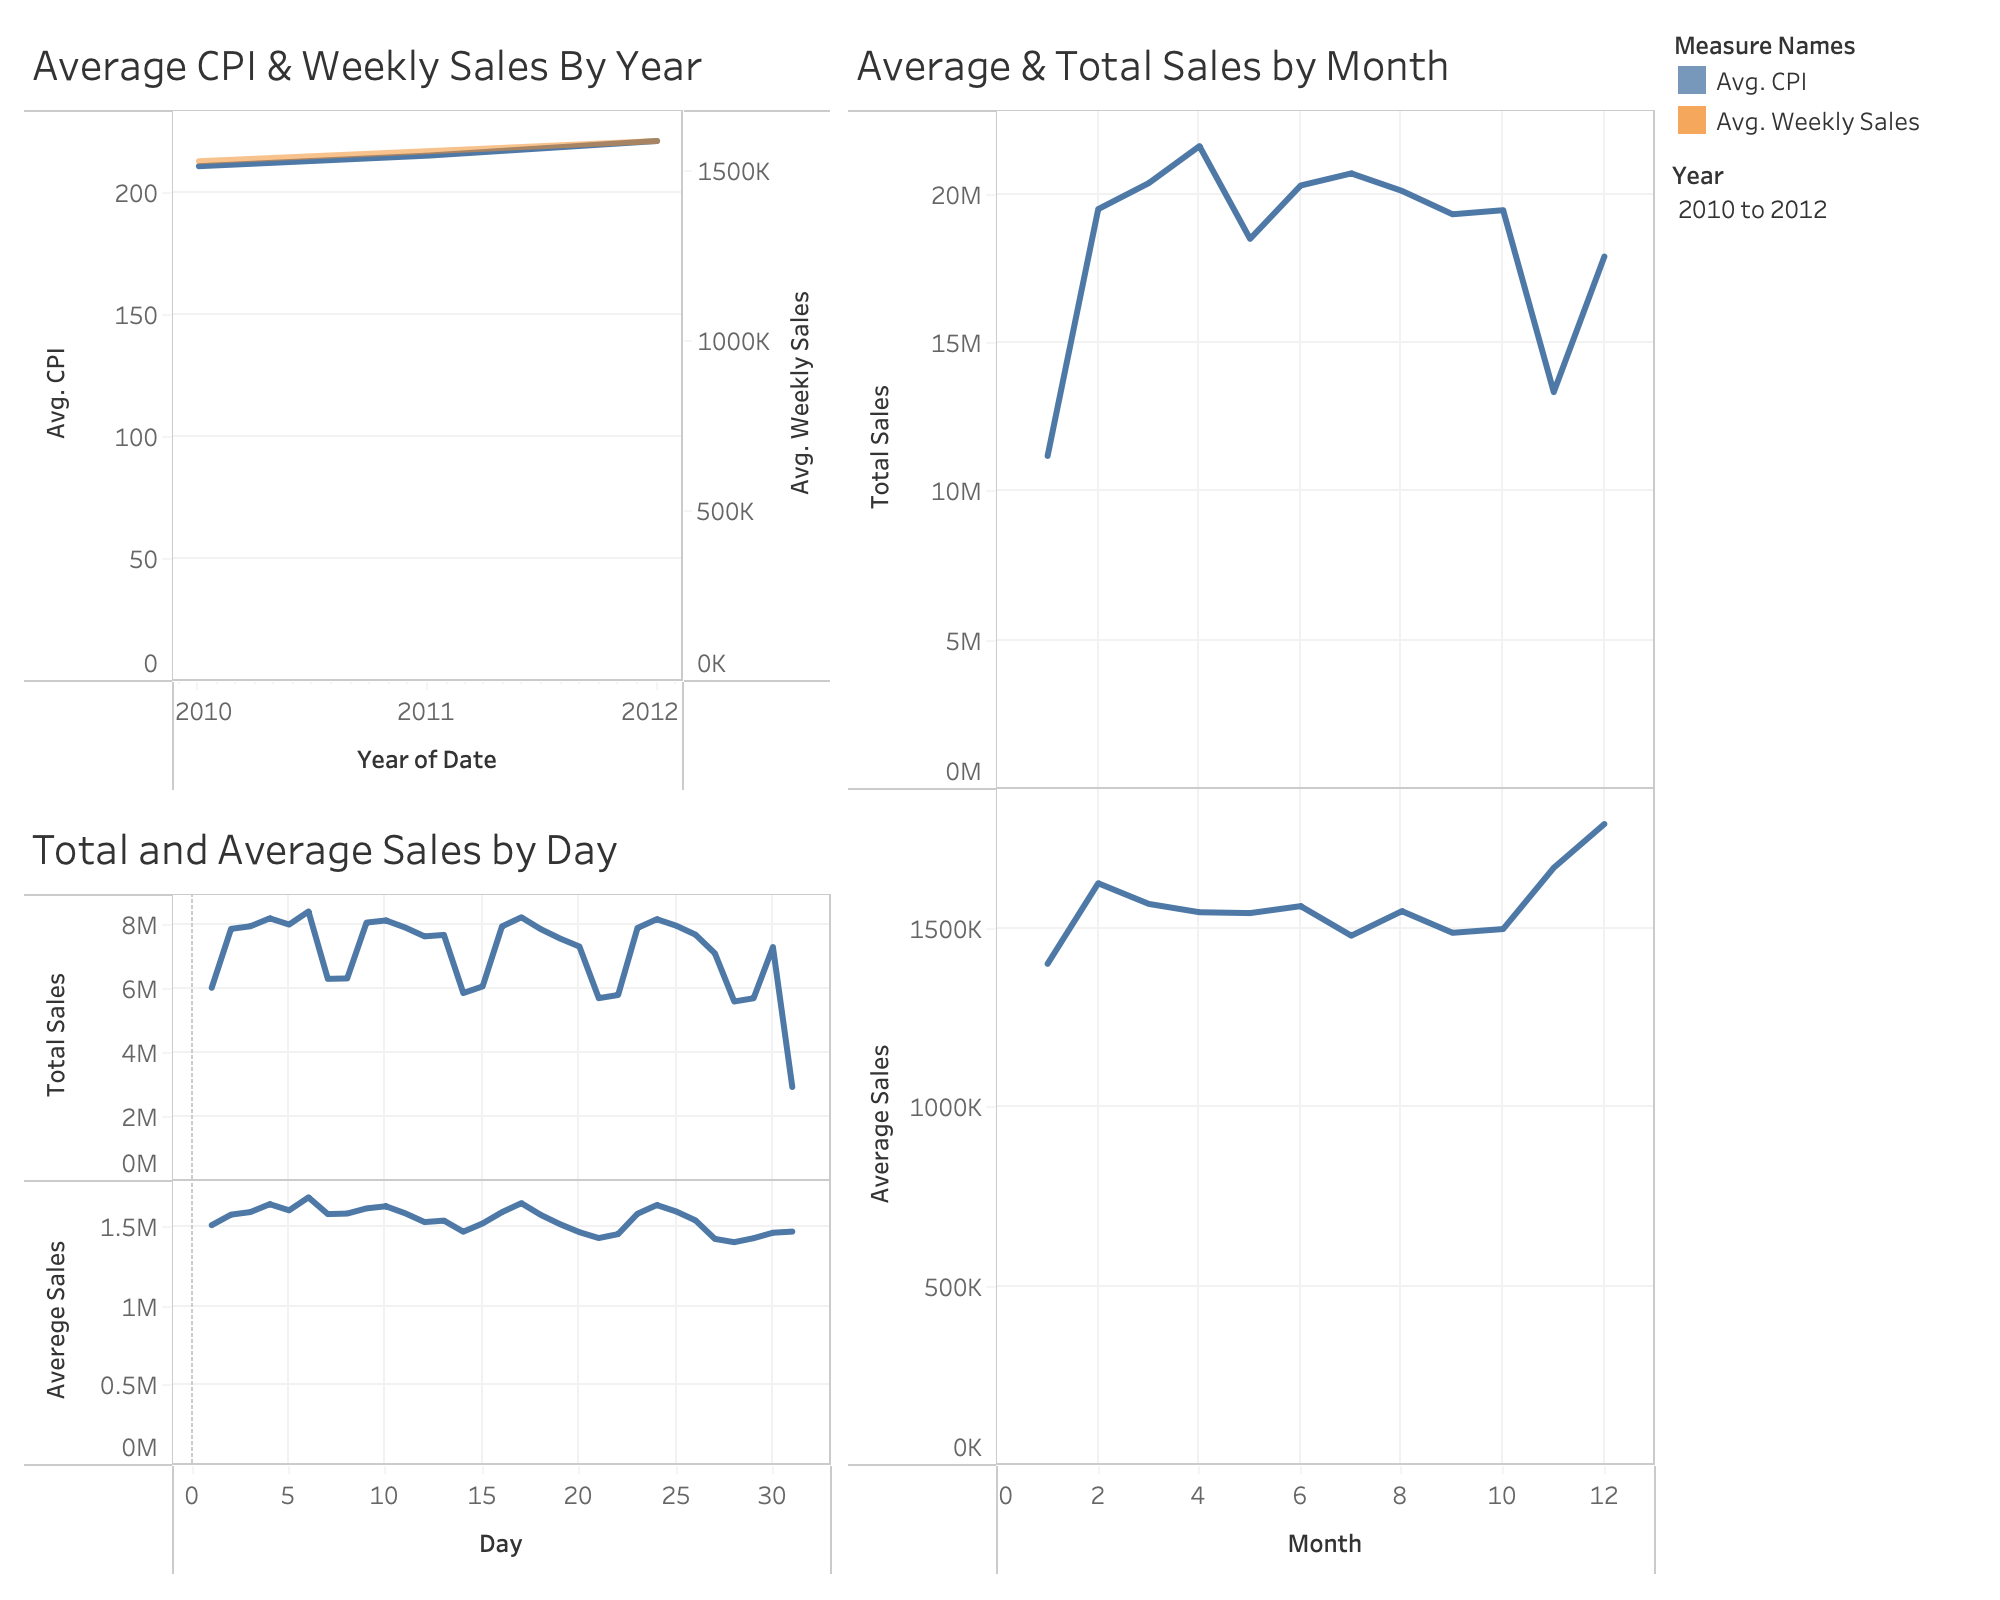 Average CPI & Weekly Sales By Year
200
150
100
50
0
Avg. CPI
1500K
1000K
500K
0K
Avg. Weekly Sales
2010 2011 2012
Year of Date
Average & Total Sales by Month
20M
15M
10M
5M
0M
Total Sales
1500K
1000K
500K
0K
Average Sales
0 2 4 6 8 10 12
Month
Measure Names
Avg. CPI
Avg. Weekly Sales
Year
2010 to 2012
Total and Average Sales by Day
8M
6M
4M
2M
0M
Total Sales
1.5M
1M
0.5M
0M
Averege Sales
0 5 10 15 20 25 30
Day